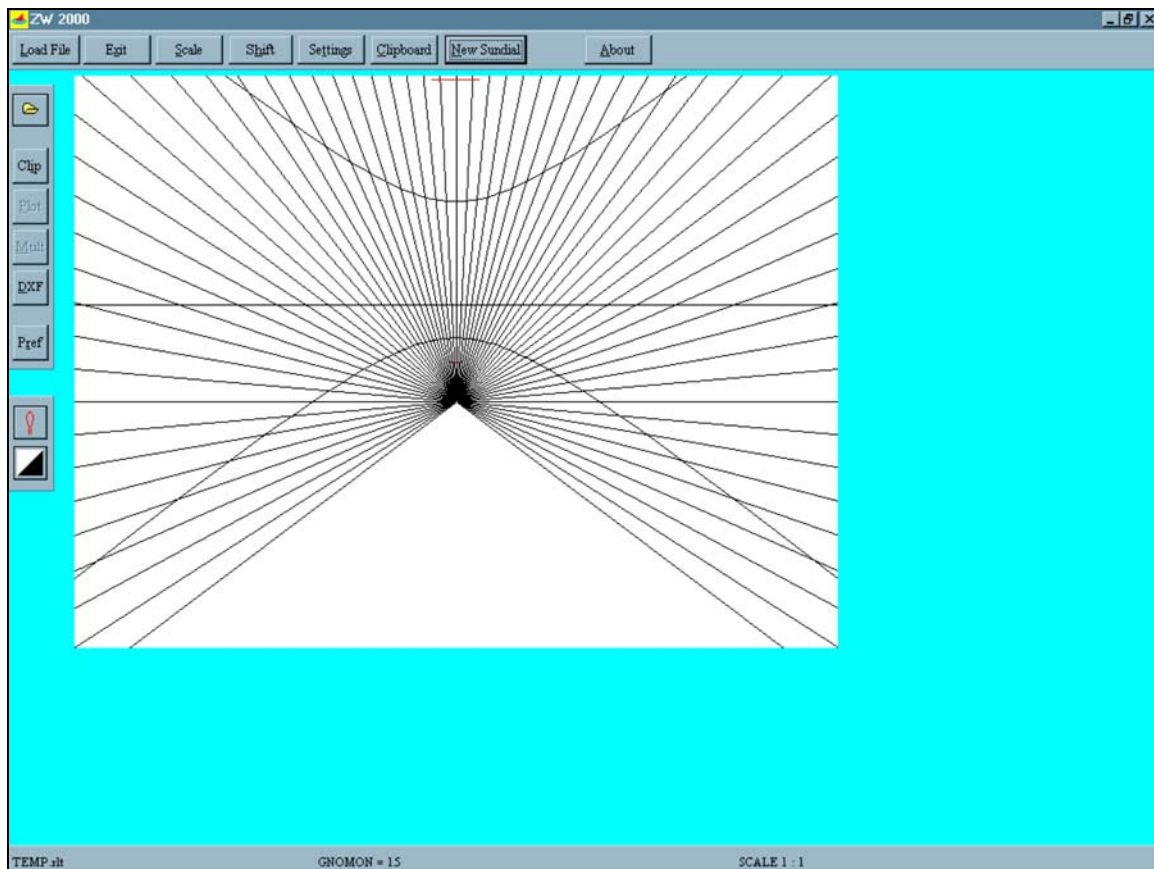 ZW 2000
Load File Exit Scale Shift Settings Clipboard New Sundial About
Clip
Plot
Mult
DXF
Pref
TEMP.rlt GNOMON = 15 SCALE 1 : 1